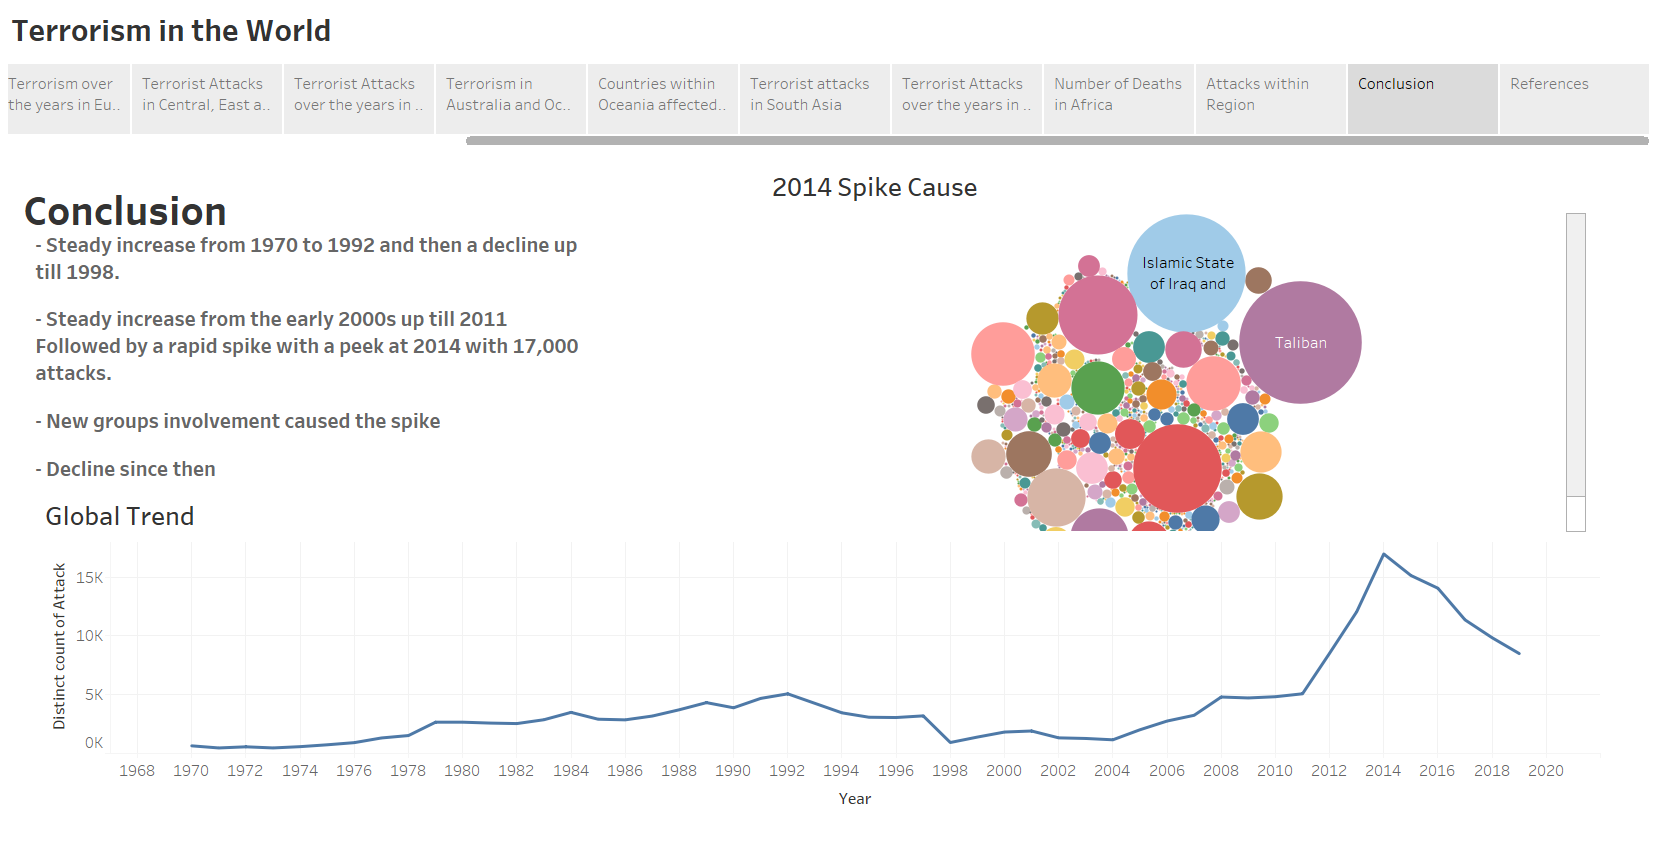 Terrorism in the World
Terrorism over
the years in Eu..
Terrorist Attacks
in Central, East a..
Terrorist Attacks
over the years in ..
Terrorism in
Australia and Oc..
Countries within
Oceania affected..
Terrorist attacks
in South Asia
Terrorist Attacks
over the years in ..
Number of Deaths
in Africa
Attacks within
Region
Conclusion
References
Conclusion
- Steady increase from 1970 to 1992 and then a decline up
till 1998.
- Steady increase from the early 2000s up till 2011
Followed by a rapid spike with a peek at 2014 with 17,000
attacks.
- New groups involvement caused the spike
- Decline since then
2014 Spike Cause
Islamic State
of Iraq and
Taliban
Global Trend
Distinct count of Attack
15K
10K
5K
0K
1968 1970 1972 1974 1976 1978 1980 1982 1984 1986 1988 1990 1992 1994 1996 1998 2000 2002 2004 2006 2008 2010 2012 2014 2016 2018 2020
Year